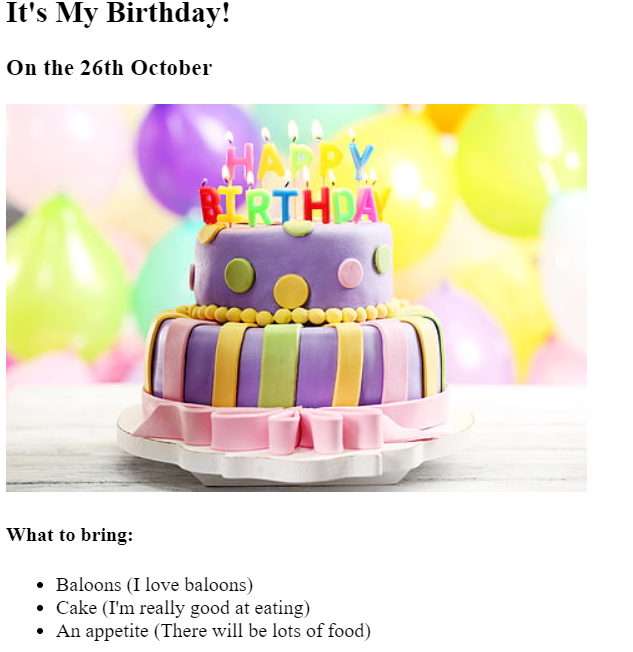 It's My Birthday!
On the 26th October
HAPPY
BIRTHDAY
What to bring:
Baloons (I love baloons)
Cake (I'm really good at eating)
An appetite (There will be lots of food)